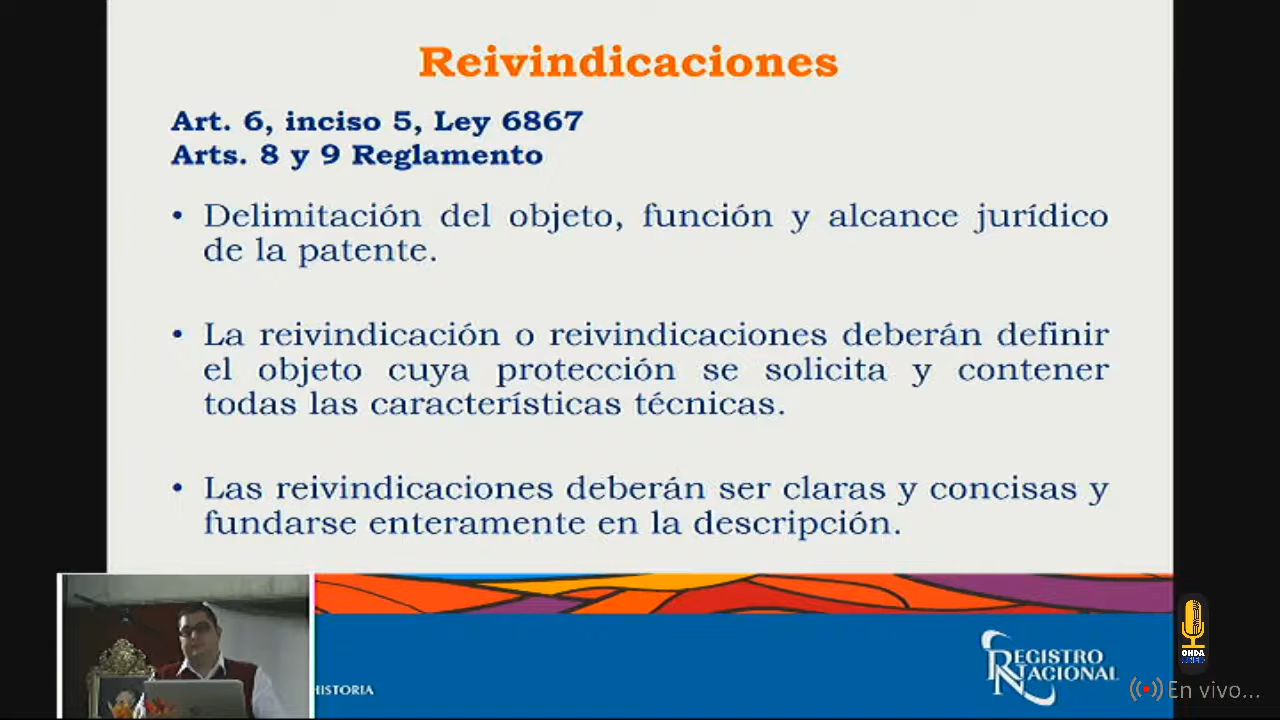 Reivindicaciones
Art. 6, inciso 5, Ley 6867
Arts. 8 y 9 Reglamento
• Delimitación del objeto, función y alcance jurídico
de la patente.
• La reivindicación o reivindicaciones deberán definir
el objeto cuya protección se solicita y contener
todas las características técnicas.
• Las reivindicaciones deberán ser claras y concisas y
fundarse enteramente en la descripción.
HISTORIA
REGISTRO
NACIONAL
ONDA
UNED
En vivo...